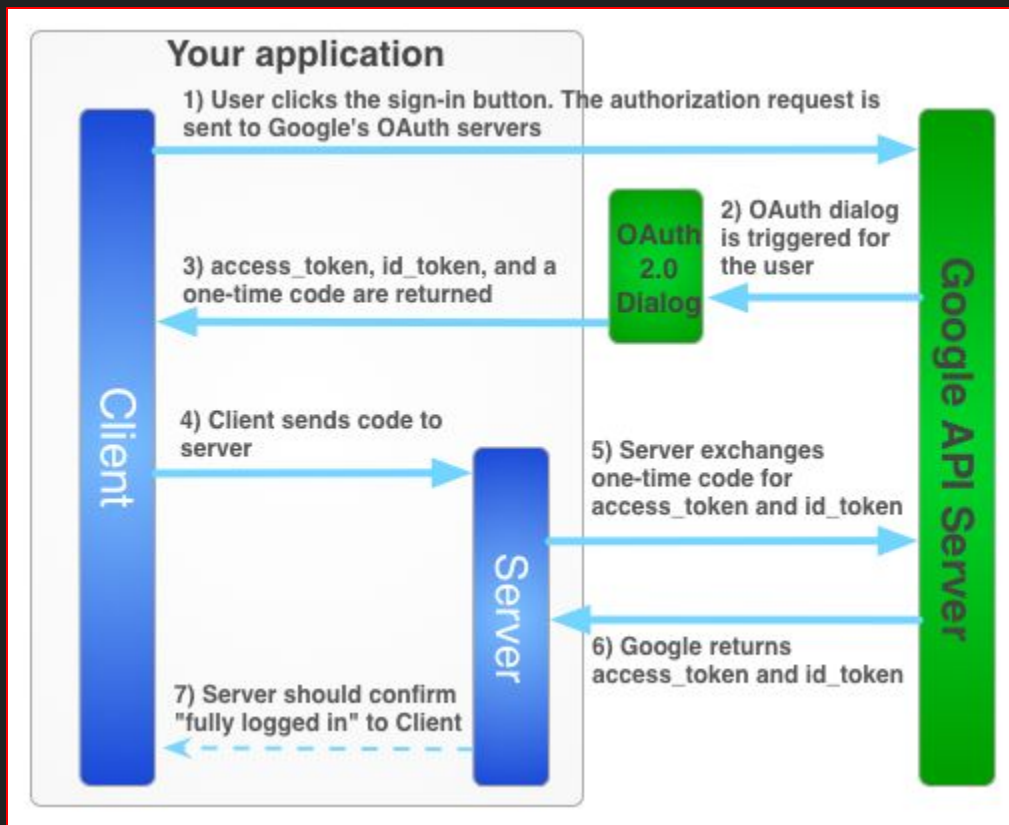 Your application
1) User clicks the sign-in button. The authorization request is
sent to Google's OAuth servers
OAuth
2.0
Dialog
2) OAuth dialog
is triggered for
the user
3) access_token, id_token, and a
one-time code are returned
Client
4) Client sends code to
server
Server
5) Server exchanges
one-time code for
access_token and id_token
6) Google returns
access_token and id_token
7) Server should confirm
"fully logged in" to Client
Google API Server